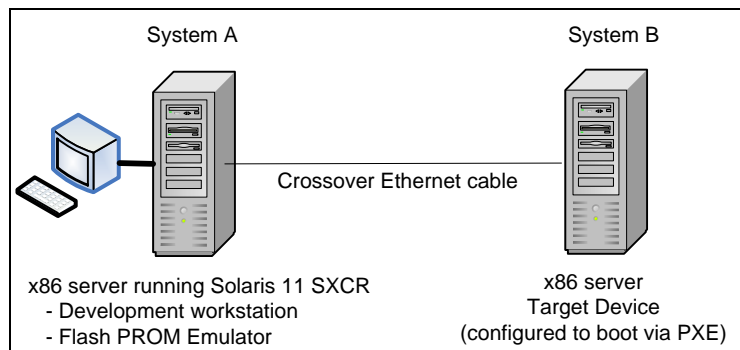 System A
System B
Crossover Ethernet cable
x86 server running Solaris 11 SXCR
- Development workstation
- Flash PROM Emulator
x86 server
Target Device
(configured to boot via PXE)